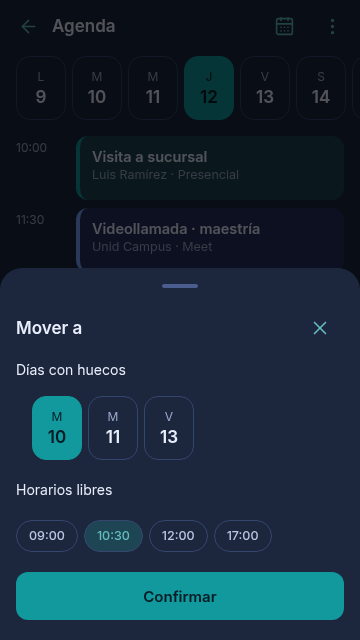 Agenda
L M M J V S
9 10 11 12 13 14
10:00
Visita a sucursal
Luis Ramírez · Presencial
11:30
Videollamada · maestría
Unid Campus · Meet
Mover a
Días con huecos
M M V
10 11 13
Horarios libres
09:00 10:30 12:00 17:00
Confirmar